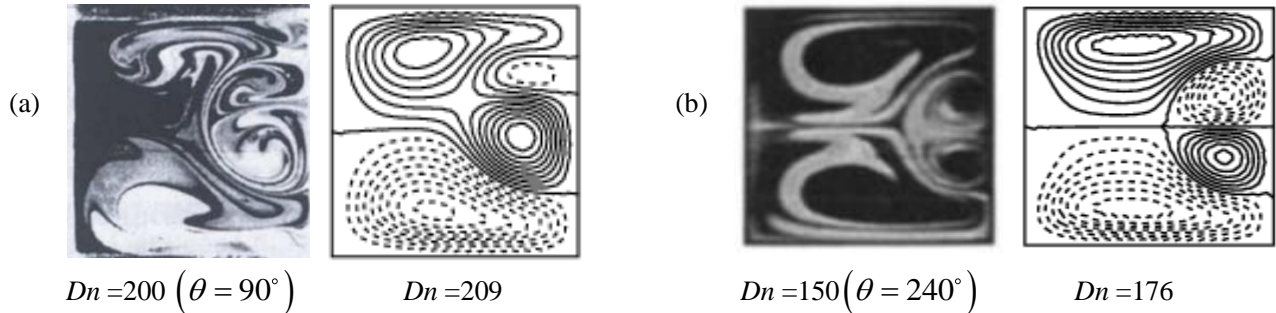 (a)
(b)
Dn =200 (θ = 90°)
Dn =209
Dn =150(θ = 240°)
Dn =176